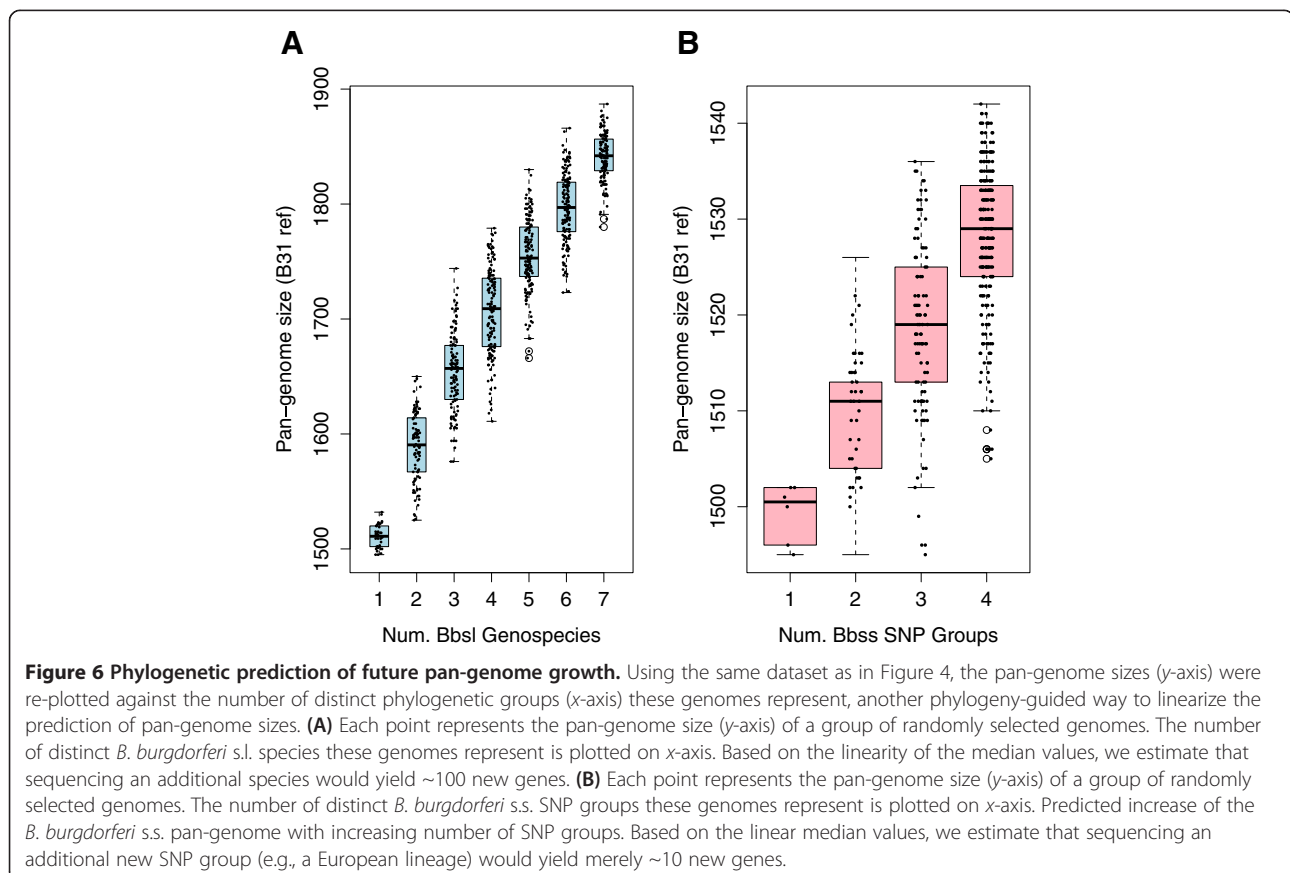 A
B
Pan−genome size (B31 ref)
1900
1800
1700
1600
1500
1 2 3 4 5 6 7
Num. Bbsl Genospecies
Pan−genome size (B31 ref)
1540
1530
1520
1510
1500
1 2 3 4
Num. Bbss SNP Groups
Figure 6 Phylogenetic prediction of future pan-genome growth. Using the same dataset as in Figure 4, the pan-genome sizes (y-axis) were
re-plotted against the number of distinct phylogenetic groups (x-axis) these genomes represent, another phylogeny-guided way to linearize the
prediction of pan-genome sizes. (A) Each point represents the pan-genome size (y-axis) of a group of randomly selected genomes. The number
of distinct B. burgdorferi s.l. species these genomes represent is plotted on x-axis. Based on the linearity of the median values, we estimate that
sequencing an additional species would yield ~100 new genes. (B) Each point represents the pan-genome size (y-axis) of a group of randomly
selected genomes. The number of distinct B. burgdorferi s.s. SNP groups these genomes represent is plotted on x-axis. Predicted increase of the
B. burgdorferi s.s. pan-genome with increasing number of SNP groups. Based on the linear median values, we estimate that sequencing an
additional new SNP group (e.g., a European lineage) would yield merely ~10 new genes.